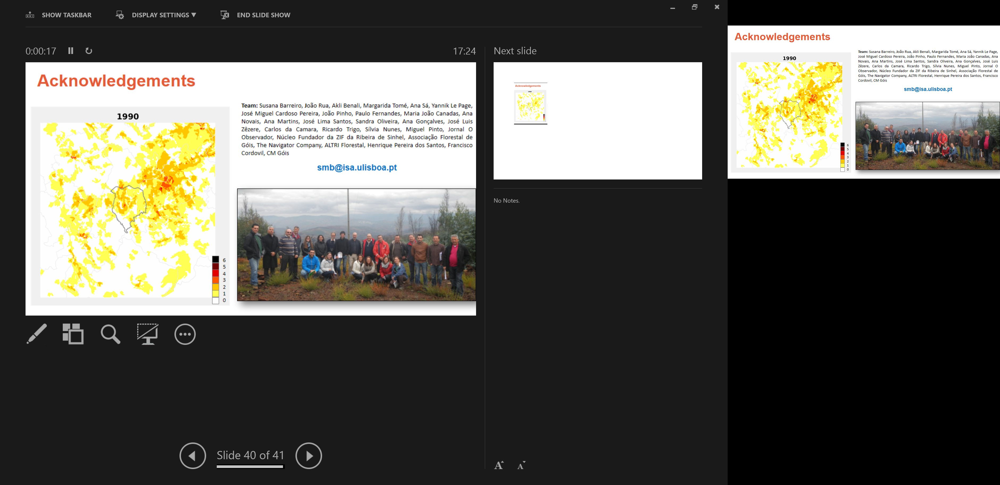 SHOW TASKBAR
DISPLAY SETTINGS ▼
END SLIDE SHOW
0:00:17
17:24
Acknowledgements
1990
6
5
4
3
2
1
0
Team: Susana Barreiro, João Rua, Akli Benali, Margarida Tomé, Ana Sá, Yannik Le Page,
José Miguel Cardoso Pereira, João Pinho, Paulo Fernandes, Maria João Canadas, Ana
Novais, Ana Martins, José Lima Santos, Sandra Oliveira, Ana Gonçalves, José Luis
Zêzere, Carlos da Camara, Ricardo Trigo, Sílvia Nunes, Miguel Pinto, Jornal O
Observador, Núcleo Fundador da ZIF da Ribeira de Sinhel, Associação Florestal de
Góis, The Navigator Company, ALTRI Florestal, Henrique Pereira dos Santos, Francisco
Cordovil, CM Góis
smb@isa.ulisboa.pt
Slide 40 of 41
Next slide
Acknowledgements
No Notes.
A
A
Acknowledgements
1990
6
5
4
3
2
1
0
Team: Susana Barreiro, João Rua, Akli Benali, Margarida Tomé, Ana Sá, Yannik Le Page,
José Miguel Cardoso Pereira, João Pinho, Paulo Fernandes, Maria João Canadas, Ana
Novais, Ana Martins, José Lima Santos, Sandra Oliveira, Ana Gonçalves, José Luis
Zêzere, Carlos da Camara, Ricardo Trigo, Sílvia Nunes, Miguel Pinto, Jornal O
Observador, Núcleo Fundador da ZIF da Ribeira de Sinhel, Associação Florestal de
Góis, The Navigator Company, ALTRI Florestal, Henrique Pereira dos Santos, Francisco
Cordovil, CM Góis
smb@isa.ulisboa.pt